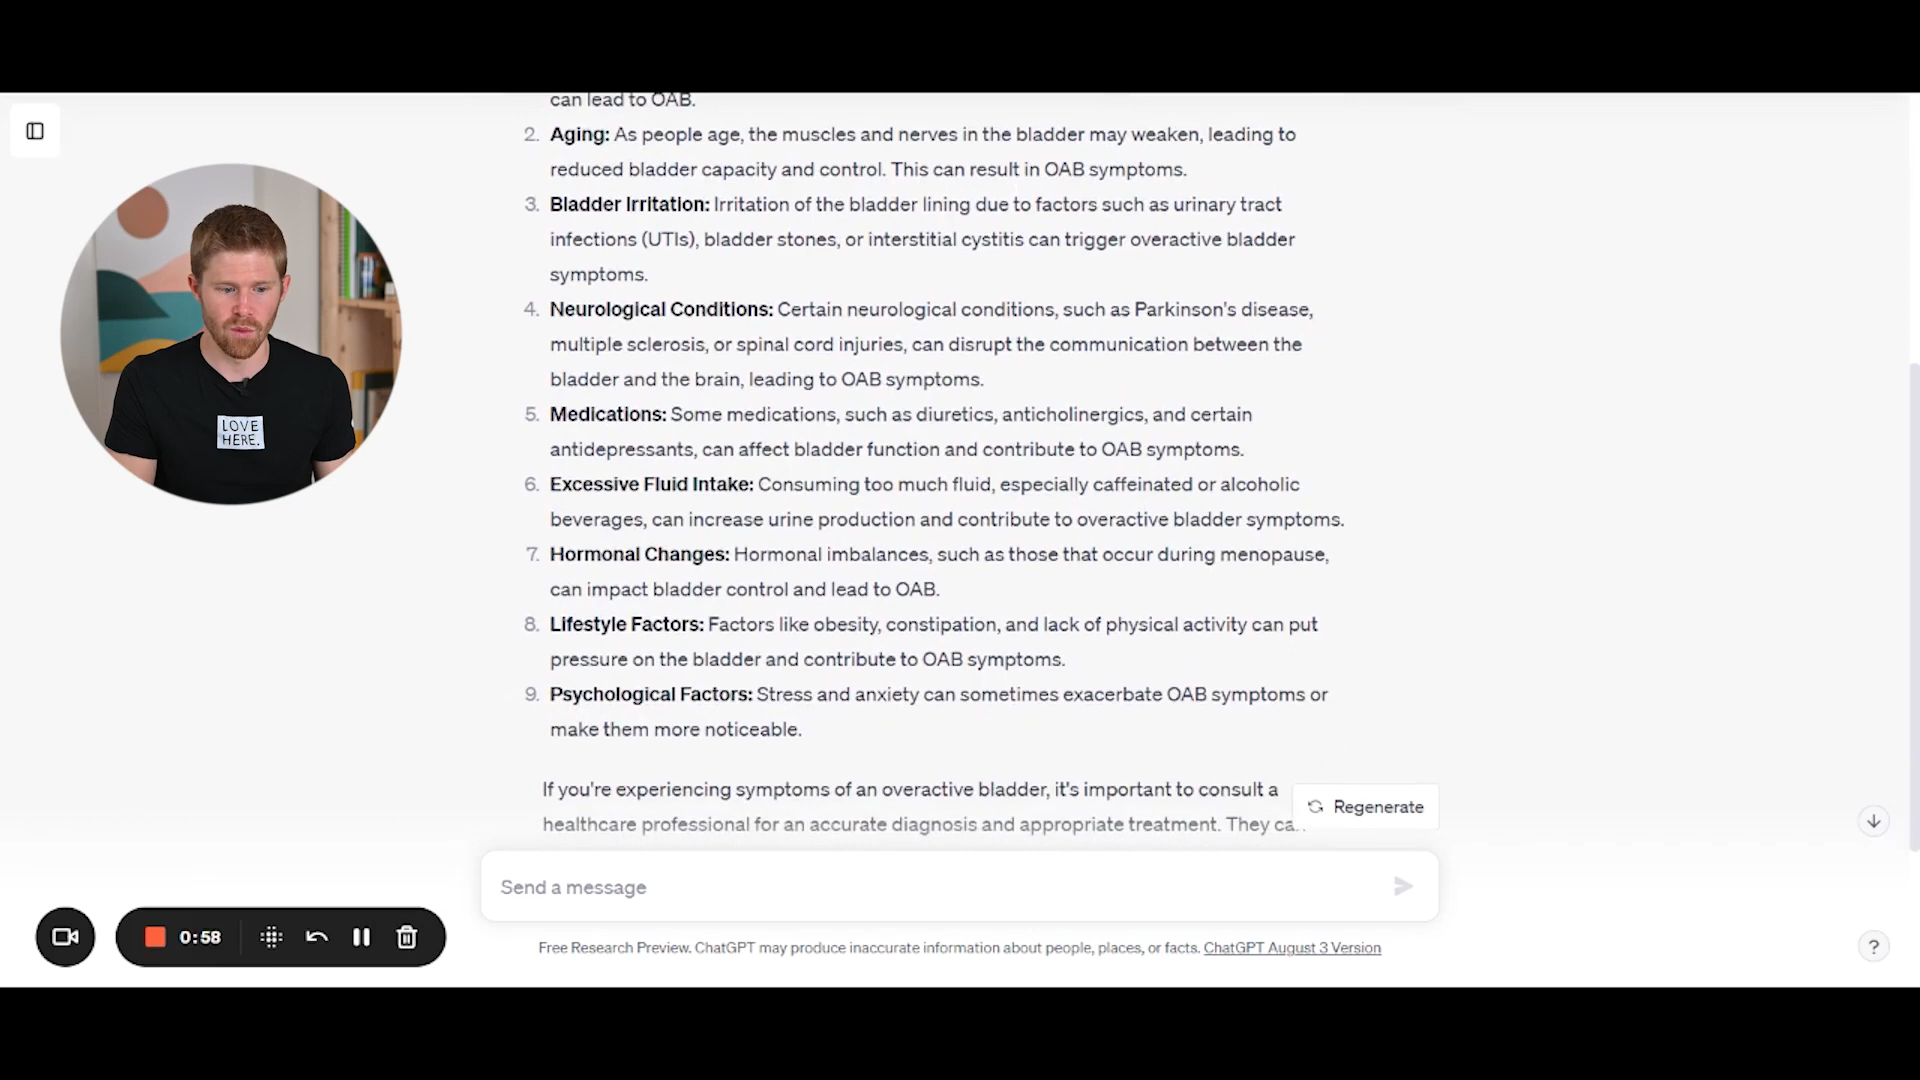 can lead to OAB.
2. Aging: As people age, the muscles and nerves in the bladder may weaken, leading to
reduced bladder capacity and control. This can result in OAB symptoms.
3. Bladder Irritation: Irritation of the bladder lining due to factors such as urinary tract
infections (UTIs), bladder stones, or interstitial cystitis can trigger overactive bladder
symptoms.
4. Neurological Conditions: Certain neurological conditions, such as Parkinson's disease,
multiple sclerosis, or spinal cord injuries, can disrupt the communication between the
bladder and the brain, leading to OAB symptoms.
5. Medications: Some medications, such as diuretics, anticholinergics, and certain
antidepressants, can affect bladder function and contribute to OAB symptoms.
6. Excessive Fluid Intake: Consuming too much fluid, especially caffeinated or alcoholic
beverages, can increase urine production and contribute to overactive bladder symptoms.
7. Hormonal Changes: Hormonal imbalances, such as those that occur during menopause,
can impact bladder control and lead to OAB.
8. Lifestyle Factors: Factors like obesity, constipation, and lack of physical activity can put
pressure on the bladder and contribute to OAB symptoms.
9. Psychological Factors: Stress and anxiety can sometimes exacerbate OAB symptoms or
make them more noticeable.
If you're experiencing symptoms of an overactive bladder, it's important to consult a
healthcare professional for an accurate diagnosis and appropriate treatment. They can
Regenerate
Send a message
Free Research Preview. ChatGPT may produce inaccurate information about people, places, or facts. ChatGPT August 3 Version
LOVE
HERE.
0:58
?